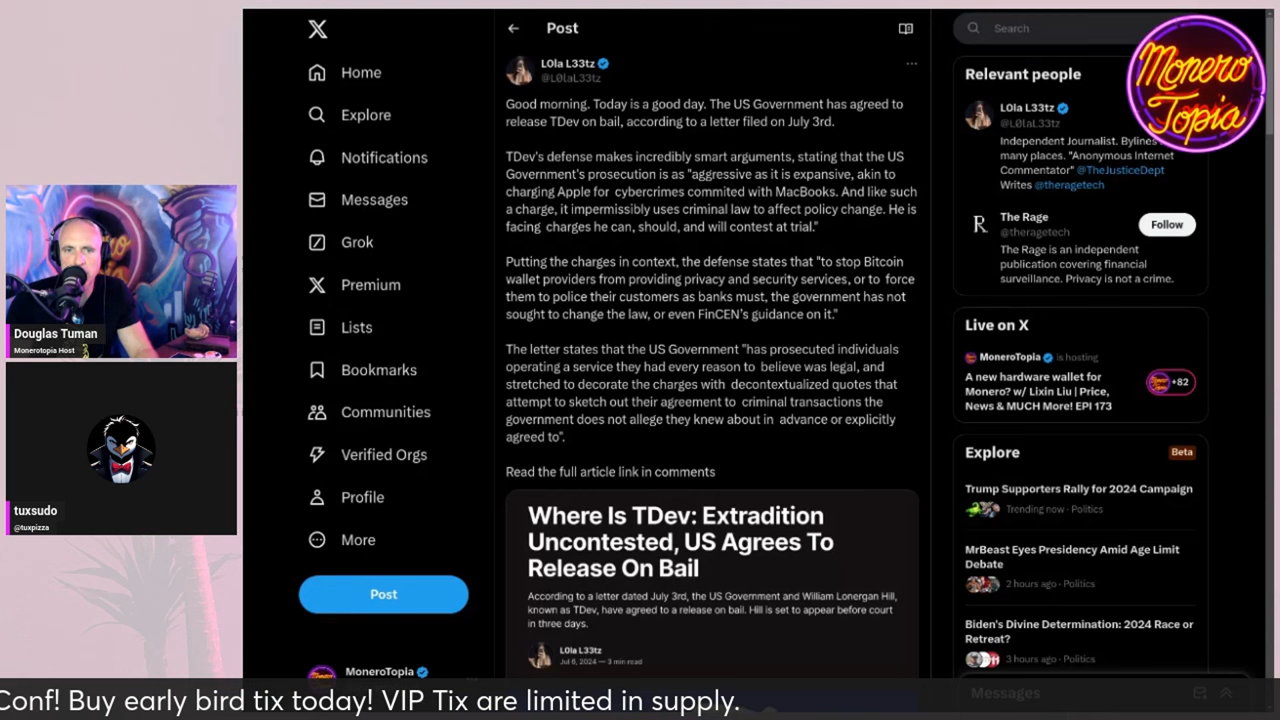 Home
Explore
Notifications
Messages
Grok
Premium
Lists
Bookmarks
Communities
Verified Orgs
Profile
More
Post
MoneroTopia
Post
L0la L33tz
@L0laL33tz
Good morning. Today is a good day. The US Government has agreed to
release TDev on bail, according to a letter filed on July 3rd.
TDev's defense makes incredibly smart arguments, stating that the US
Government's prosecution is as "aggressive as it is expansive, akin to
charging Apple for cybercrimes commited with MacBooks. And like such
a charge, it impermissibly uses criminal law to affect policy change. He is
facing charges he can, should, and will contest at trial."
Putting the charges in context, the defense states that "to stop Bitcoin
wallet providers from providing privacy and security services, or to force
them to police their customers as banks must, the government has not
sought to change the law, or even FinCEN's guidance on it."
The letter states that the US Government "has prosecuted individuals
operating a service they had every reason to believe was legal, and
stretched to decorate the charges with decontextualized quotes that
attempt to sketch out their agreement to criminal transactions the
government does not allege they knew about in advance or explicitly
agreed to".
Read the full article link in comments
Where Is TDev: Extradition
Uncontested, US Agrees To
Release On Bail
According to a letter dated July 3rd, the US Government and William Lonergan Hill,
known as TDev, have agreed to a release on bail. Hill is set to appear before court
in three days.
L0la L33tz
Jul 6, 2024 — 3 min read
Search
Monero
Topia
Relevant people
L0la L33tz
@L0laL33tz
Independent Journalist. Bylines
many places. "Anonymous Internet
Commentator" @TheJusticeDept
Writes @theragetech
The Rage
@theragetech
Follow
The Rage is an independent
publication covering financial
surveillance. Privacy is not a crime.
Live on X
MoneroTopia is hosting
A new hardware wallet for
Monero? w/ Lixin Liu | Price,
News & MUCH More! EPI 173
+82
Explore
Beta
Trump Supporters Rally for 2024 Campaign
Trending now · Politics
MrBeast Eyes Presidency Amid Age Limit
Debate
2 hours ago · Politics
Biden's Divine Determination: 2024 Race or
Retreat?
3 hours ago · Politics
Messages
Douglas Tuman
Monerotopia Host
tuxsudo
@tuxpizza
Conf! Buy early bird tix today! VIP Tix are limited in supply.